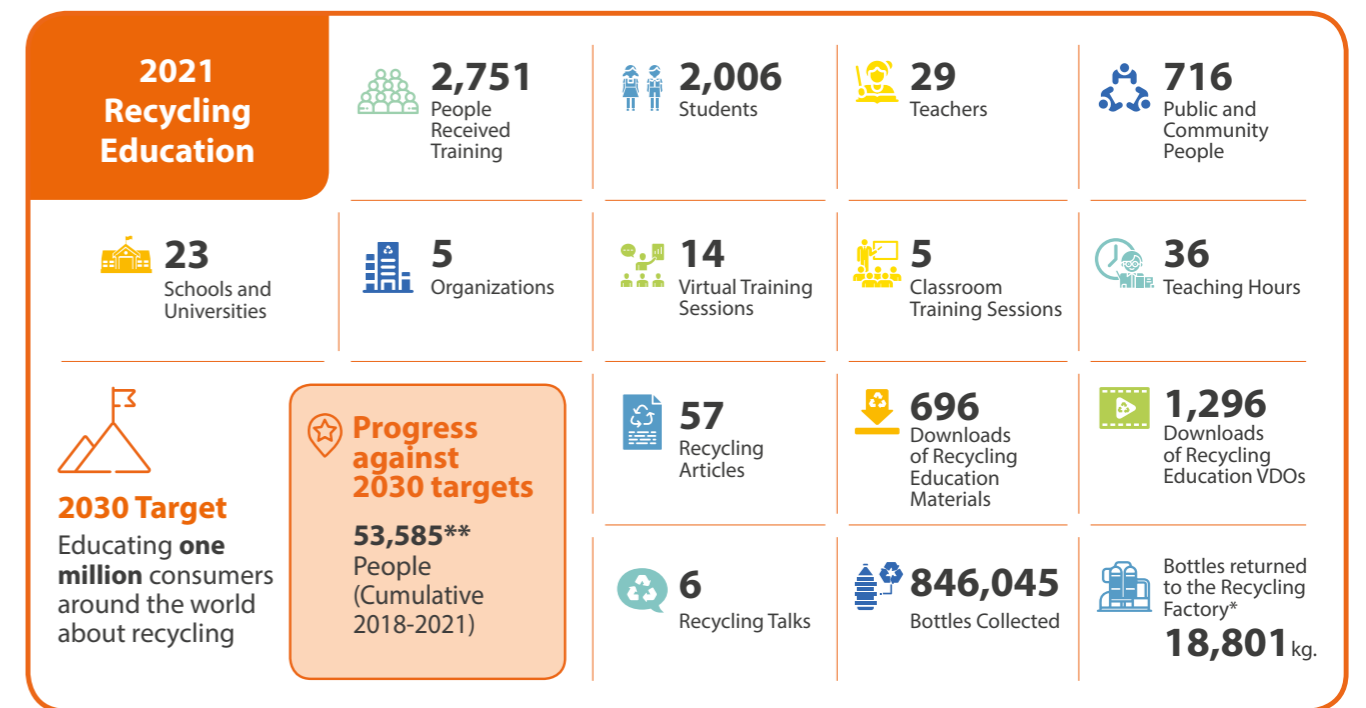 2021
Recycling
Education
2,751
People
Received
Training
2,006
Students
29
Teachers
716
Public and
Community
People
23
Schools and
Universities
5
Organizations
14
Virtual Training
Sessions
5
Classroom
Training Sessions
36
Teaching Hours
2030 Target
Educating one
million consumers
around the world
about recycling
Progress
against
2030 targets
53,585**
People
(Cumulative
2018-2021)
57
Recycling
Articles
696
Downloads
of Recycling
Education
Materials
1,296
Downloads
of Recycling
Education VDOs
6
Recycling Talks
846,045
Bottles Collected
Bottles returned
to the Recycling
Factory*
18,801 kg.